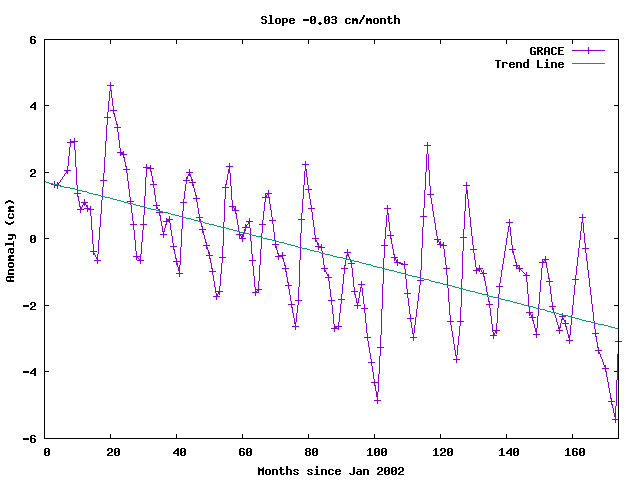 Slope -0.03 cm/month
GRACE
Trend Line
6
4
2
0
-2
-4
-6
Anomaly (cm)
0 20 40 60 80 100 120 140 160
Months since Jan 2002